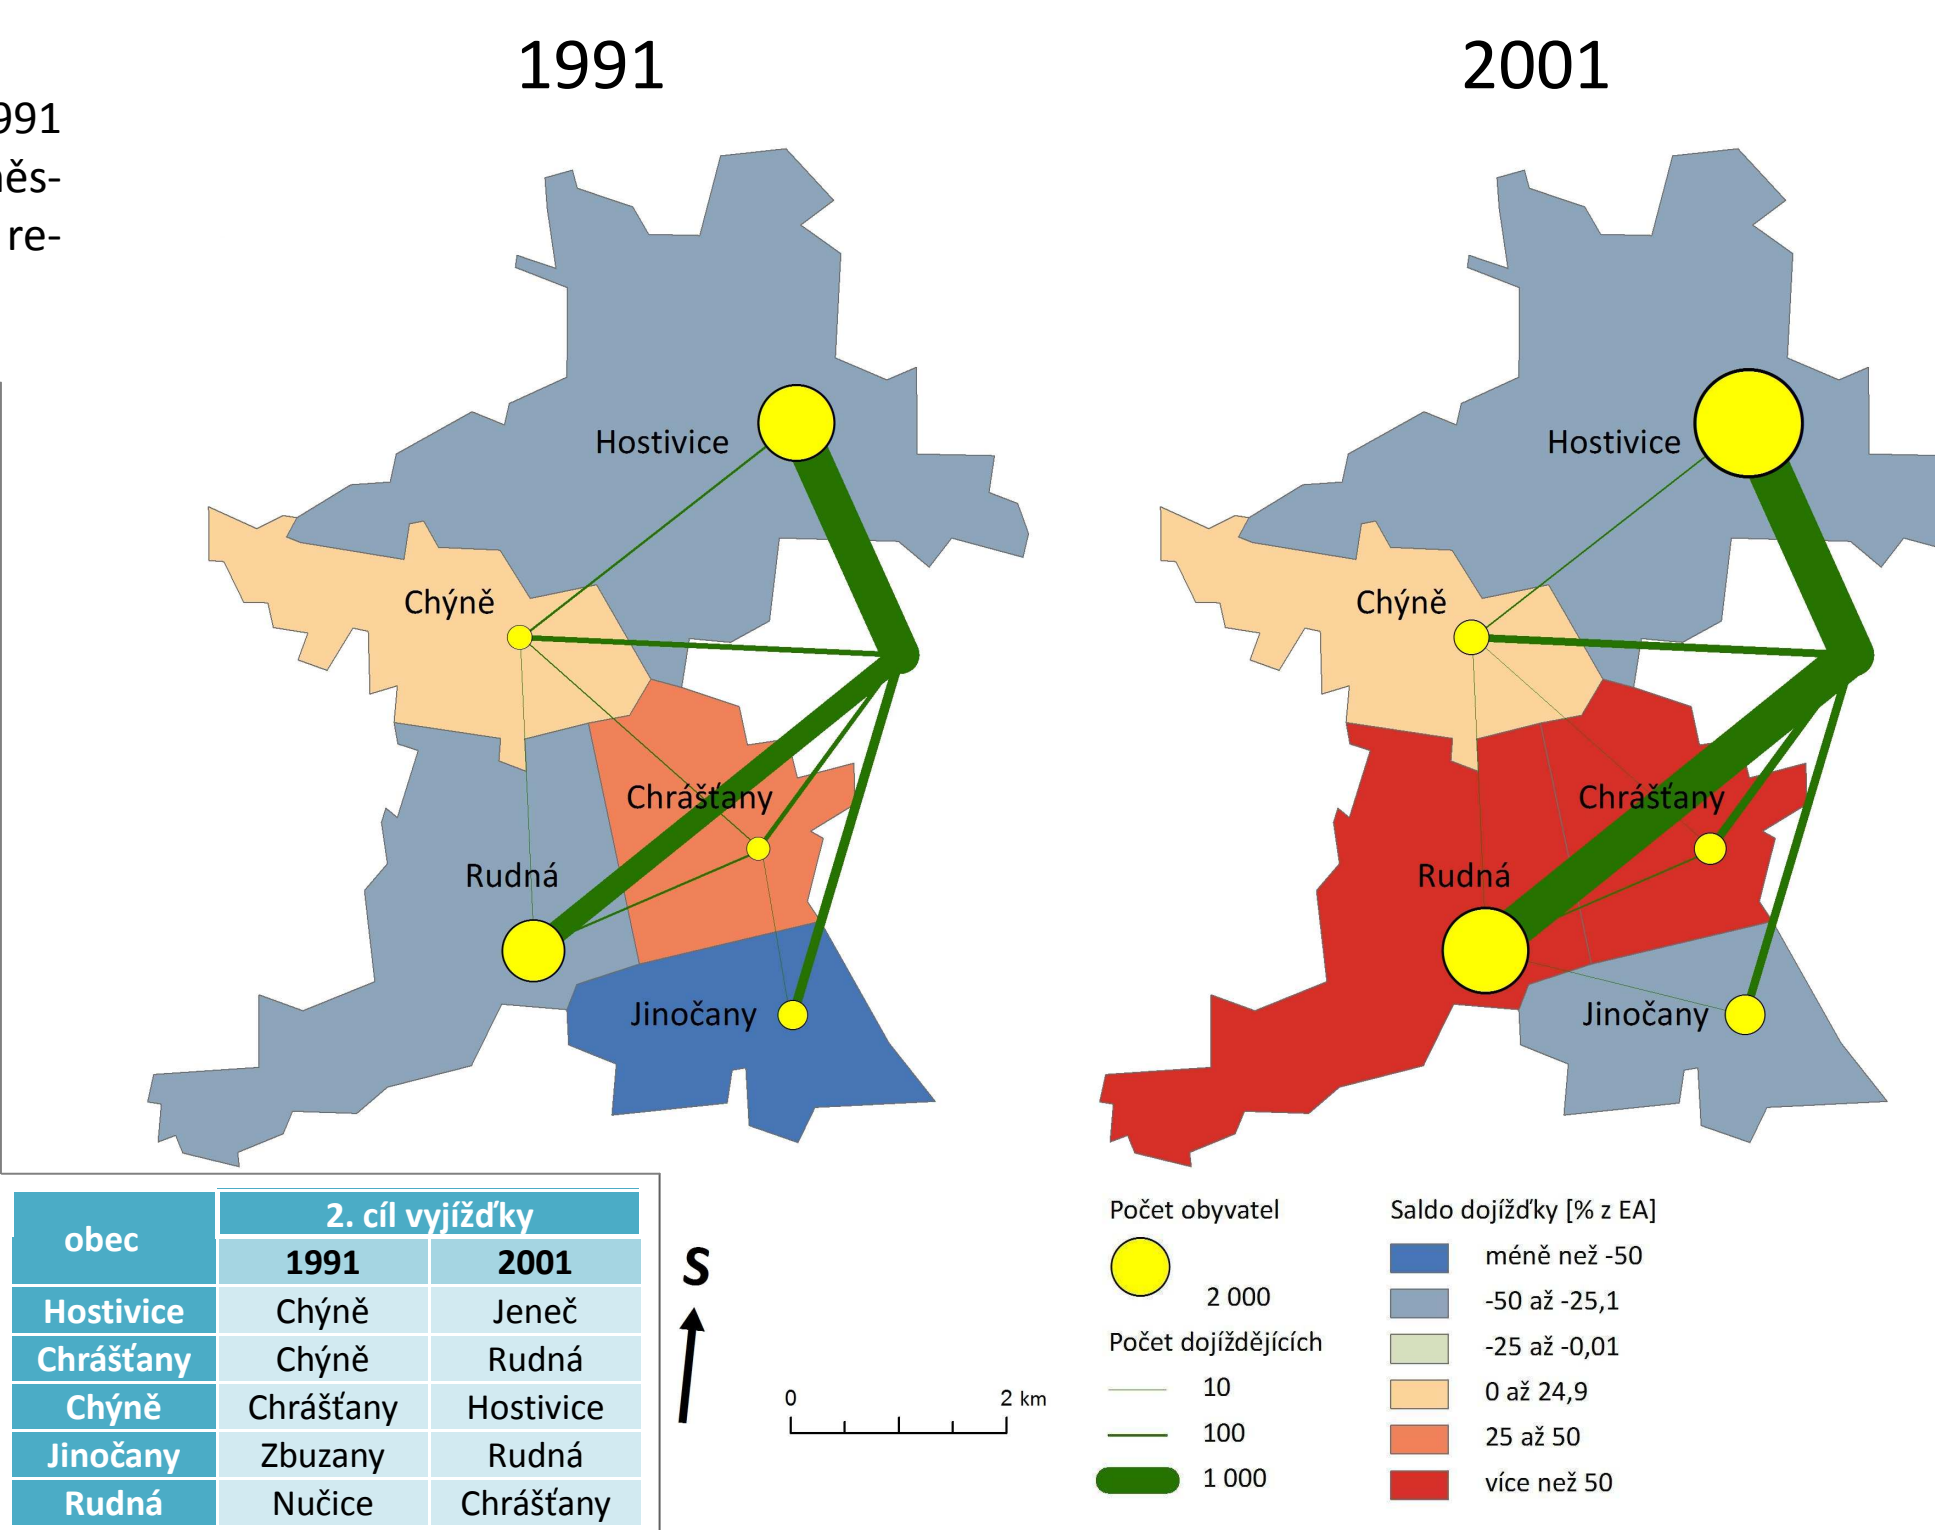 1991
2001
991
něs-
re-
Hostivice
Chýně
Chrášťany
Rudná
Jinočany
Hostivice
Chýně
Chrášťany
Rudná
Jinočany
obec 2. cíl vyjížďky
1991 2001
Hostivice Chýně Jeneč
Chrášťany Chýně Rudná
Chýně Chrášťany Hostivice
Jinočany Zbuzany Rudná
Rudná Nučice Chrášťany
S
0 2 km
Počet obyvatel
2 000
Počet dojíždějících
10
100
1 000
Saldo dojížďky [% z EA]
méně než -50
-50 až -25,1
-25 až -0,01
0 až 24,9
25 až 50
více než 50